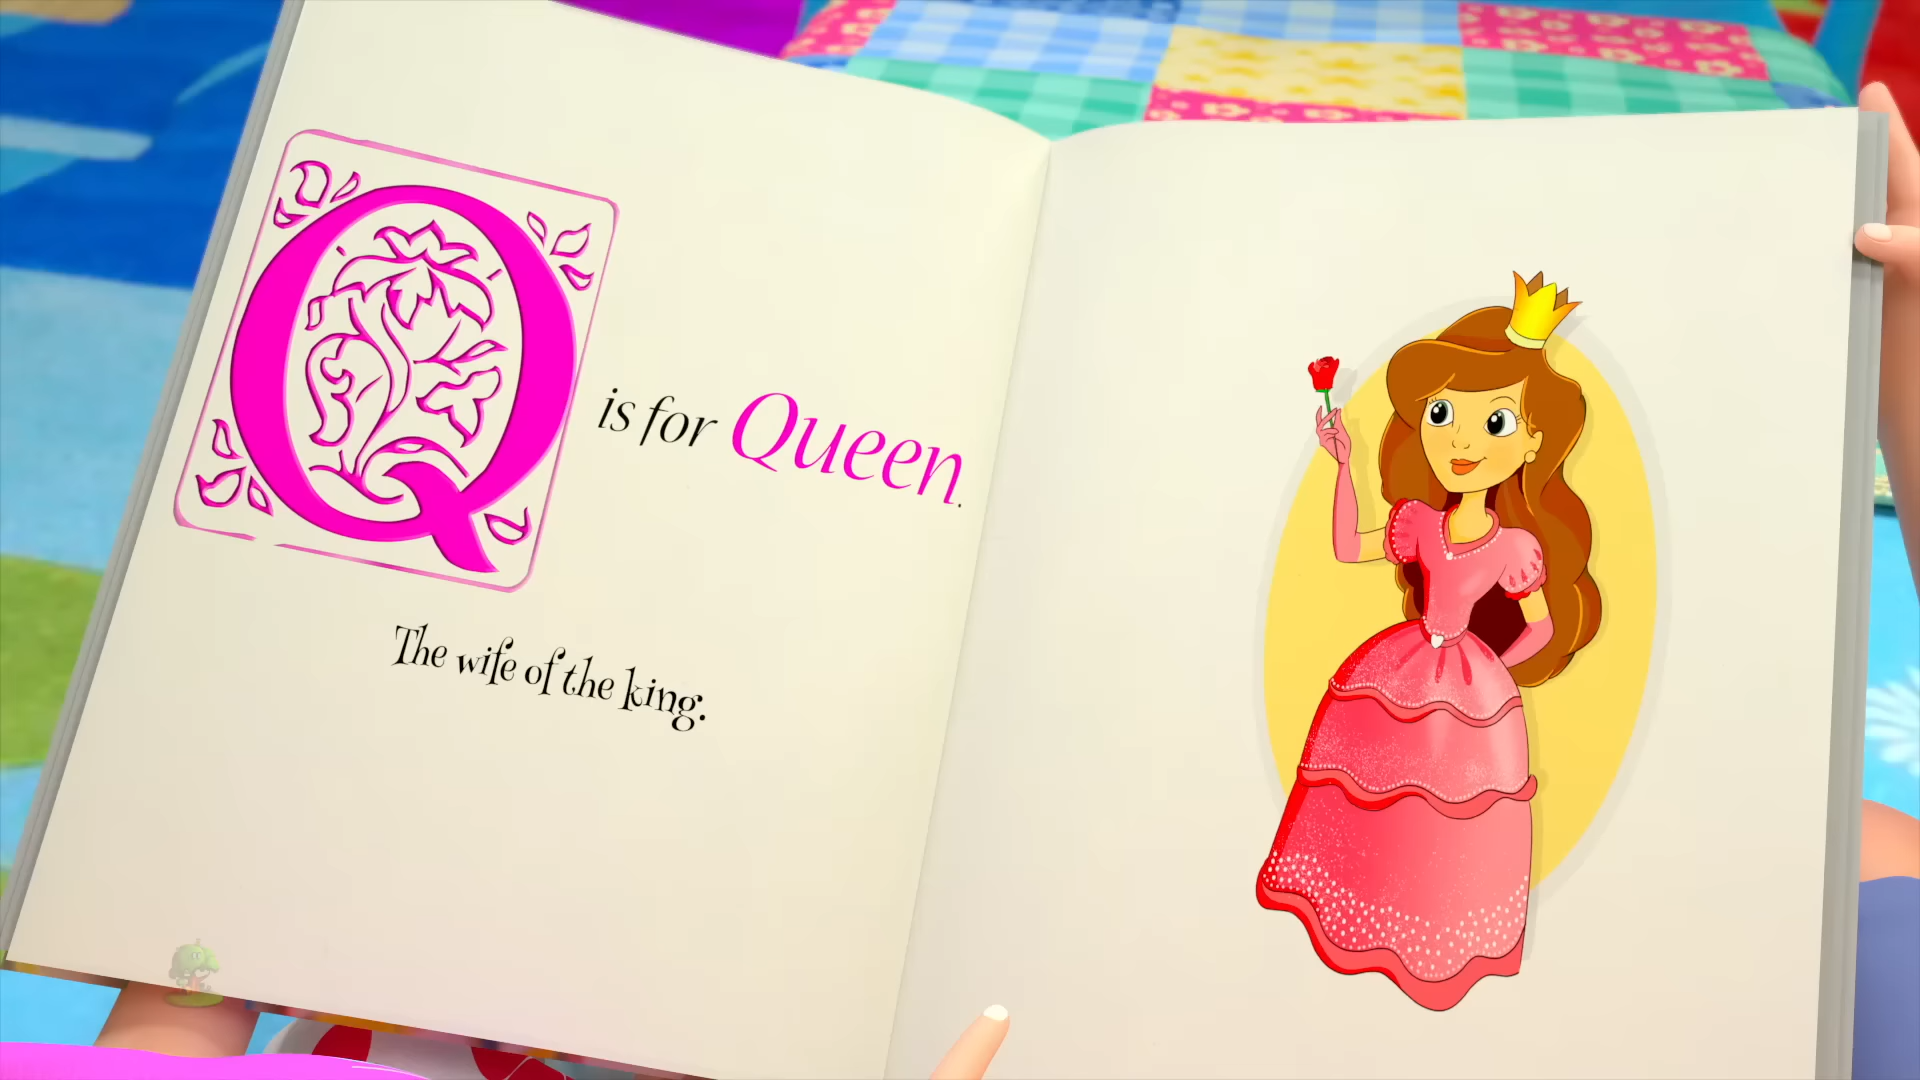 Q is for Queen.
The wife of the king.